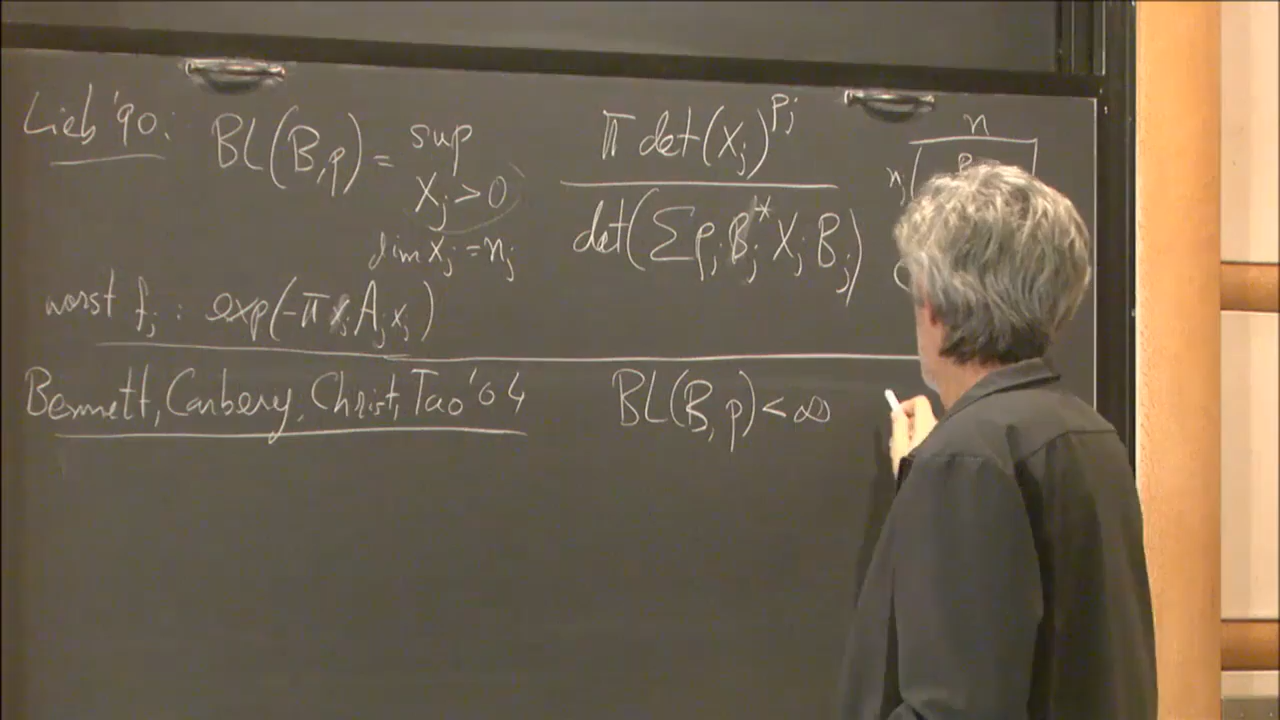 Lieb '90: BL(B,p) = sup π det(X_j)^{p_j} n
X_j > 0 n_j
dim X_j = n_j det(∑ p_j B_j^* X_j B_j)
worst f_j : exp(-π x_j A_j x_j)
Bennett, Carbery, Christ, Tao '04 BL(B,p) < ∞